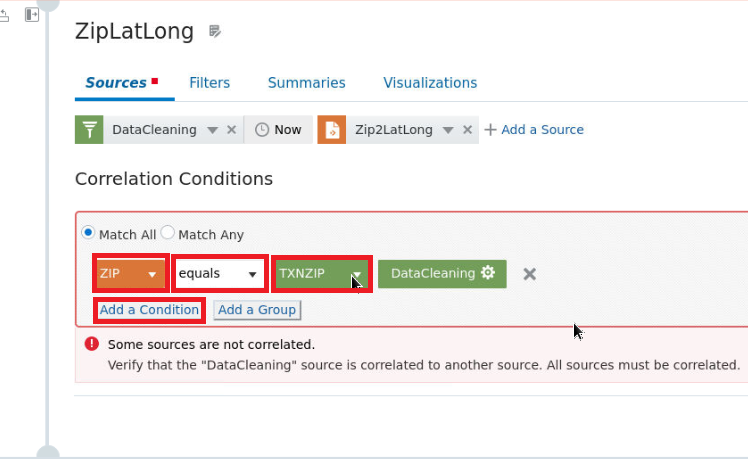 ZipLatLong
Sources Filters Summaries Visualizations
DataCleaning Now Zip2LatLong + Add a Source
Correlation Conditions
Match All Match Any
ZIP equals TXNZIP DataCleaning
Add a Condition Add a Group
Some sources are not correlated.
Verify that the "DataCleaning" source is correlated to another source. All sources must be correlated.